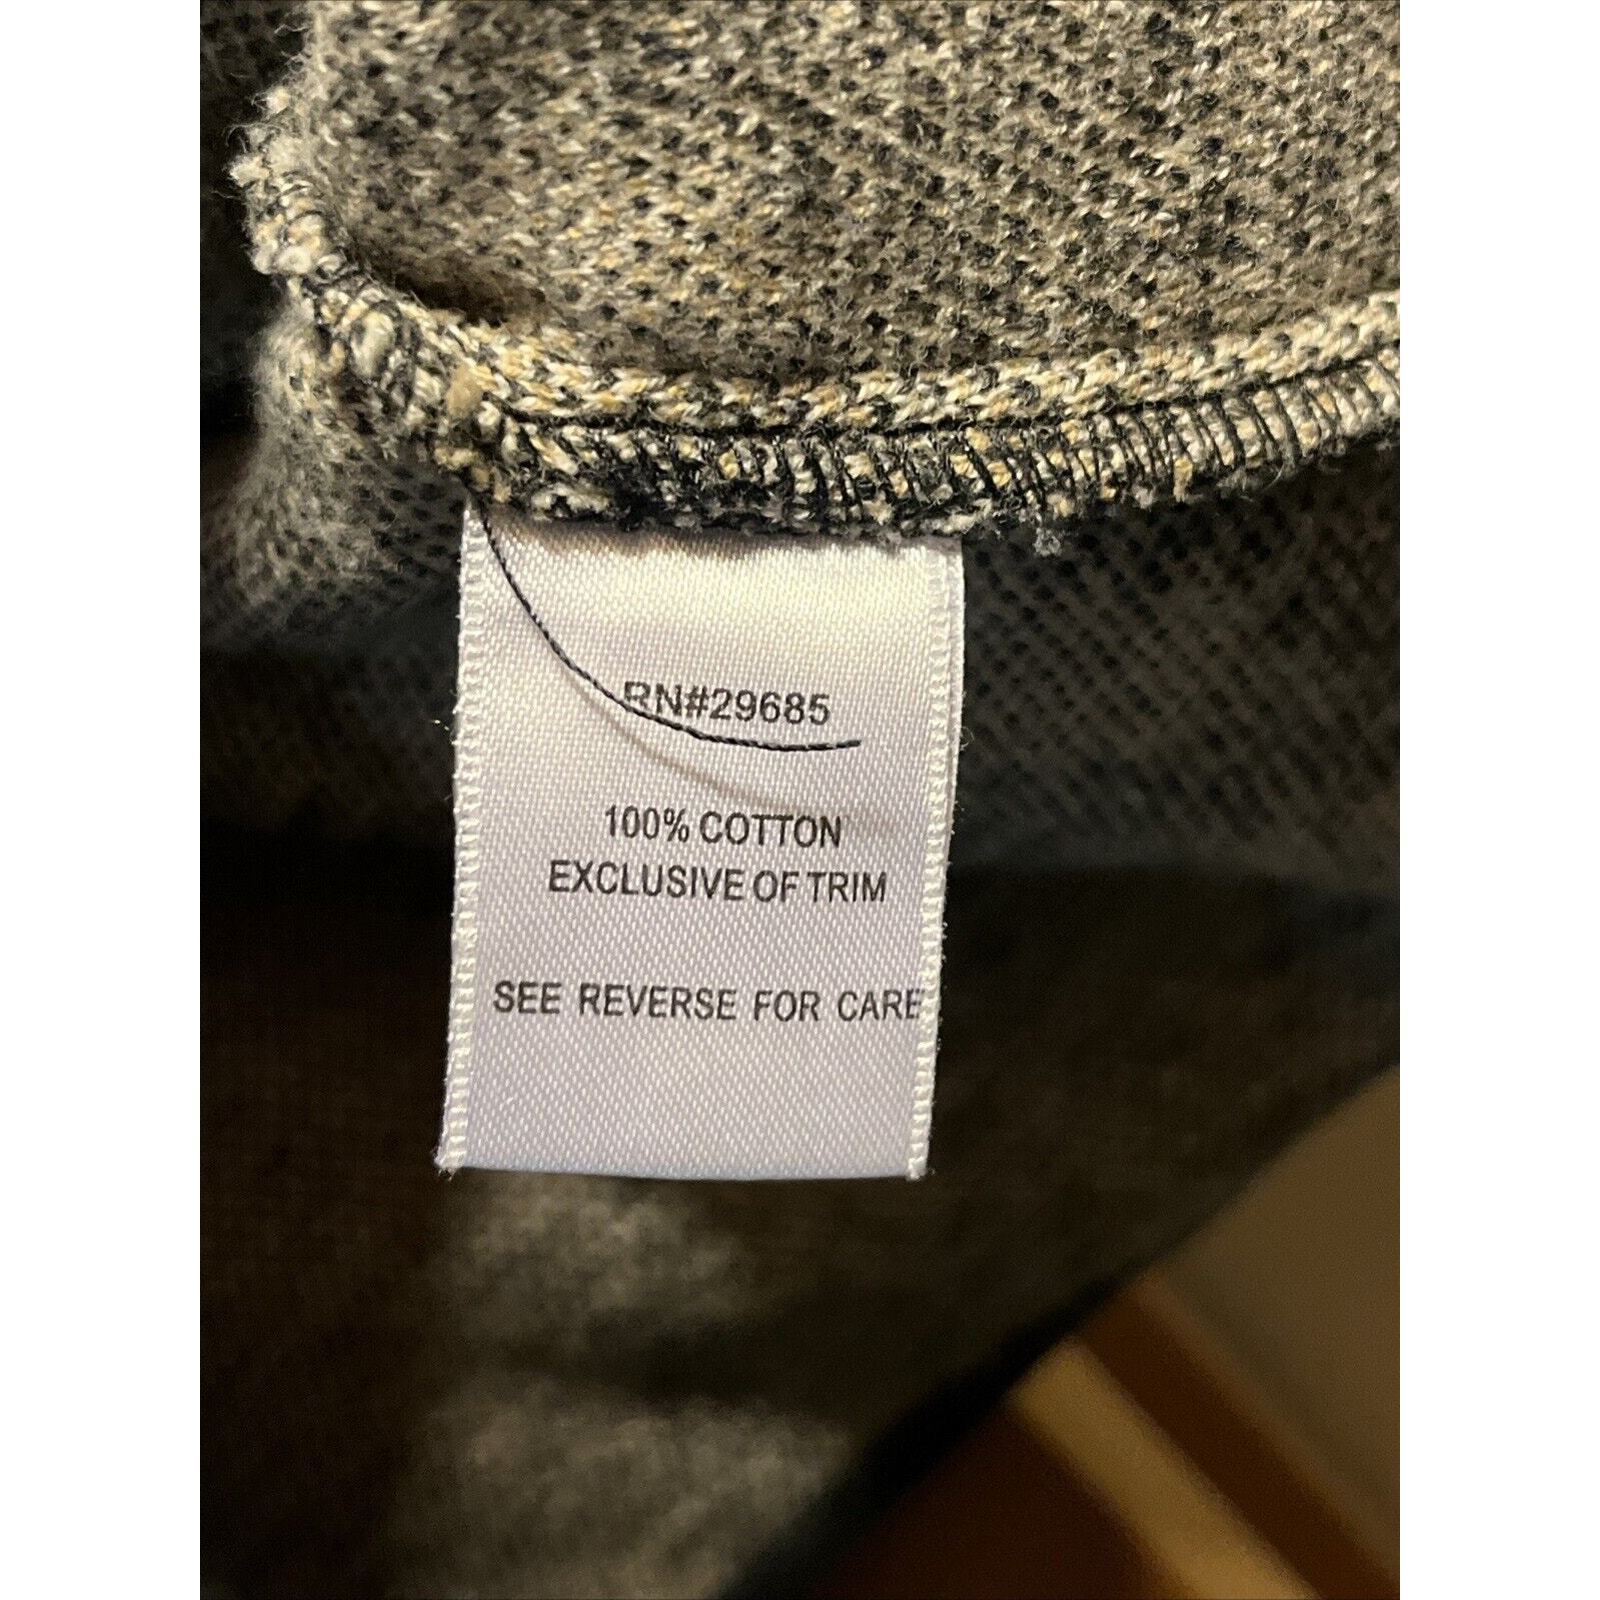 RN#29685
100% COTTON
EXCLUSIVE OF TRIM
SEE REVERSE FOR CARE